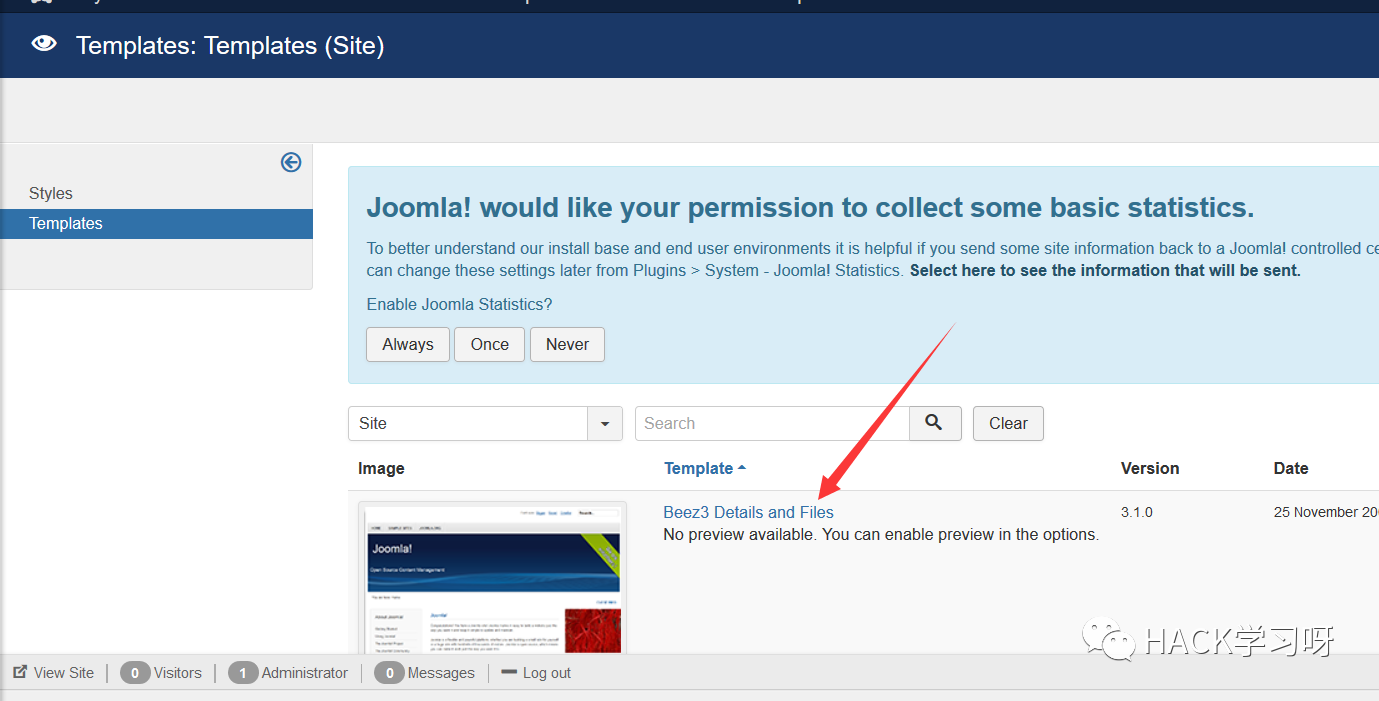 Templates: Templates (Site)
Styles
Templates
Joomla! would like your permission to collect some basic statistics.
To better understand our install base and end user environments it is helpful if you send some site information back to a Joomla! controlled ce
can change these settings later from Plugins > System - Joomla! Statistics. Select here to see the information that will be sent.
Enable Joomla Statistics?
Always Once Never
Site Search Clear
Image Template Version Date
Beez3 Details and Files 3.1.0 25 November 20
No preview available. You can enable preview in the options.
Joomla!
Open Source Content Management
HACK学习呀
View Site 0 Visitors 1 Administrator 0 Messages Log out